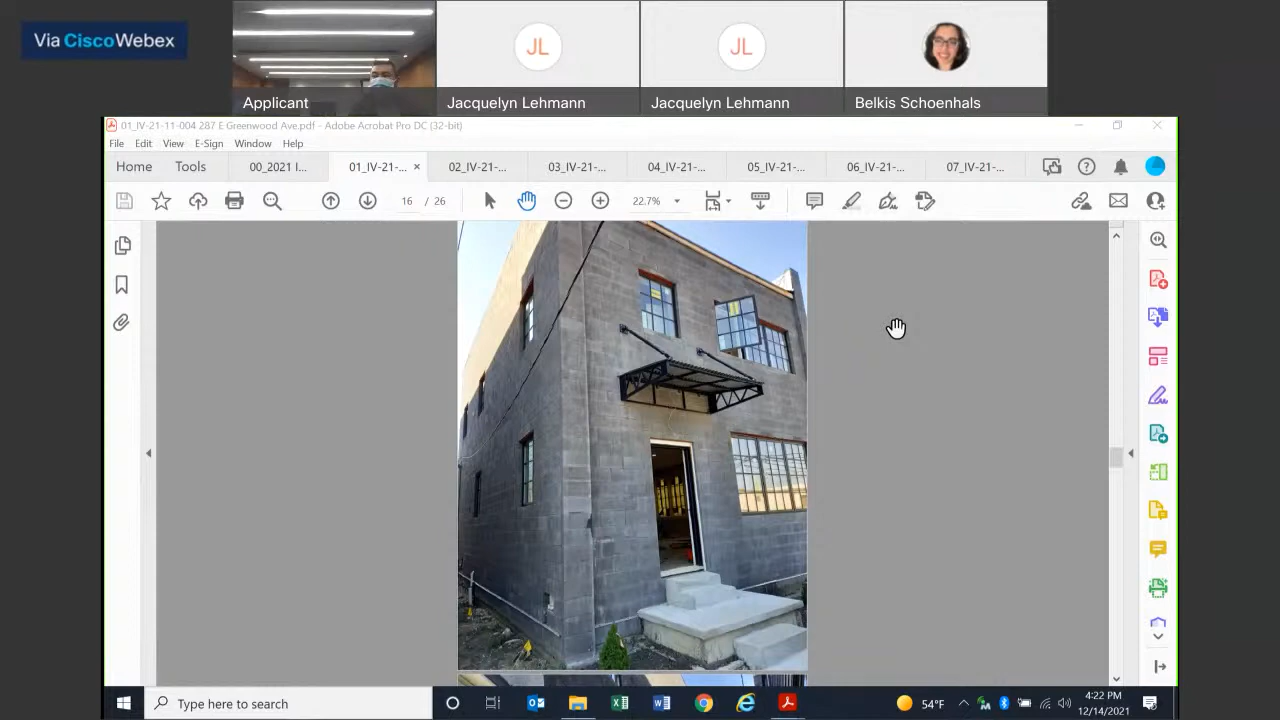 Via Cisco Webex
JL
JL
Applicant
Jacquelyn Lehmann
Jacquelyn Lehmann
Belkis Schoenhals
01_IV-21-11-004 287 E Greenwood Ave.pdf - Adobe Acrobat Pro DC (32-bit)
File Edit View E-Sign Window Help
Home Tools 00_2021 I... 01_IV-21-... × 02_IV-21-... 03_IV-21-... 04_IV-21-... 05_IV-21-... 06_IV-21-... 07_IV-21-...
16 / 26 22.7%
Type here to search
54°F
4:22 PM
12/14/2021